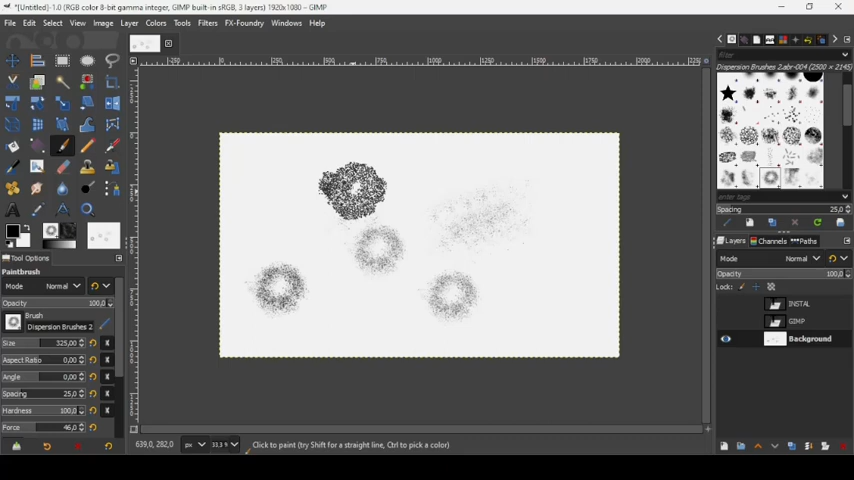 *[Untitled]-1.0 (RGB color 8-bit gamma integer, GIMP built-in sRGB, 3 layers) 1920x1080 – GIMP
File Edit Select View Image Layer Colors Tools Filters FX-Foundry Windows Help
filter
Dispersion Brushes 2.abr-004 (2500 × 2145)
enter tags
Spacing 25,0
Layers Channels Paths
Mode Normal
Opacity 100,0
Lock:
INSTAL
GIMP
Background
Tool Options
Paintbrush
Mode Normal
Opacity 100,0
Brush
Dispersion Brushes 2
Size 325,00
Aspect Ratio 0,00
Angle 0,00
Spacing 25,0
Hardness 100,0
Force 46,0
639,0, 282,0 px 33,3 % Click to paint (try Shift for a straight line, Ctrl to pick a color)